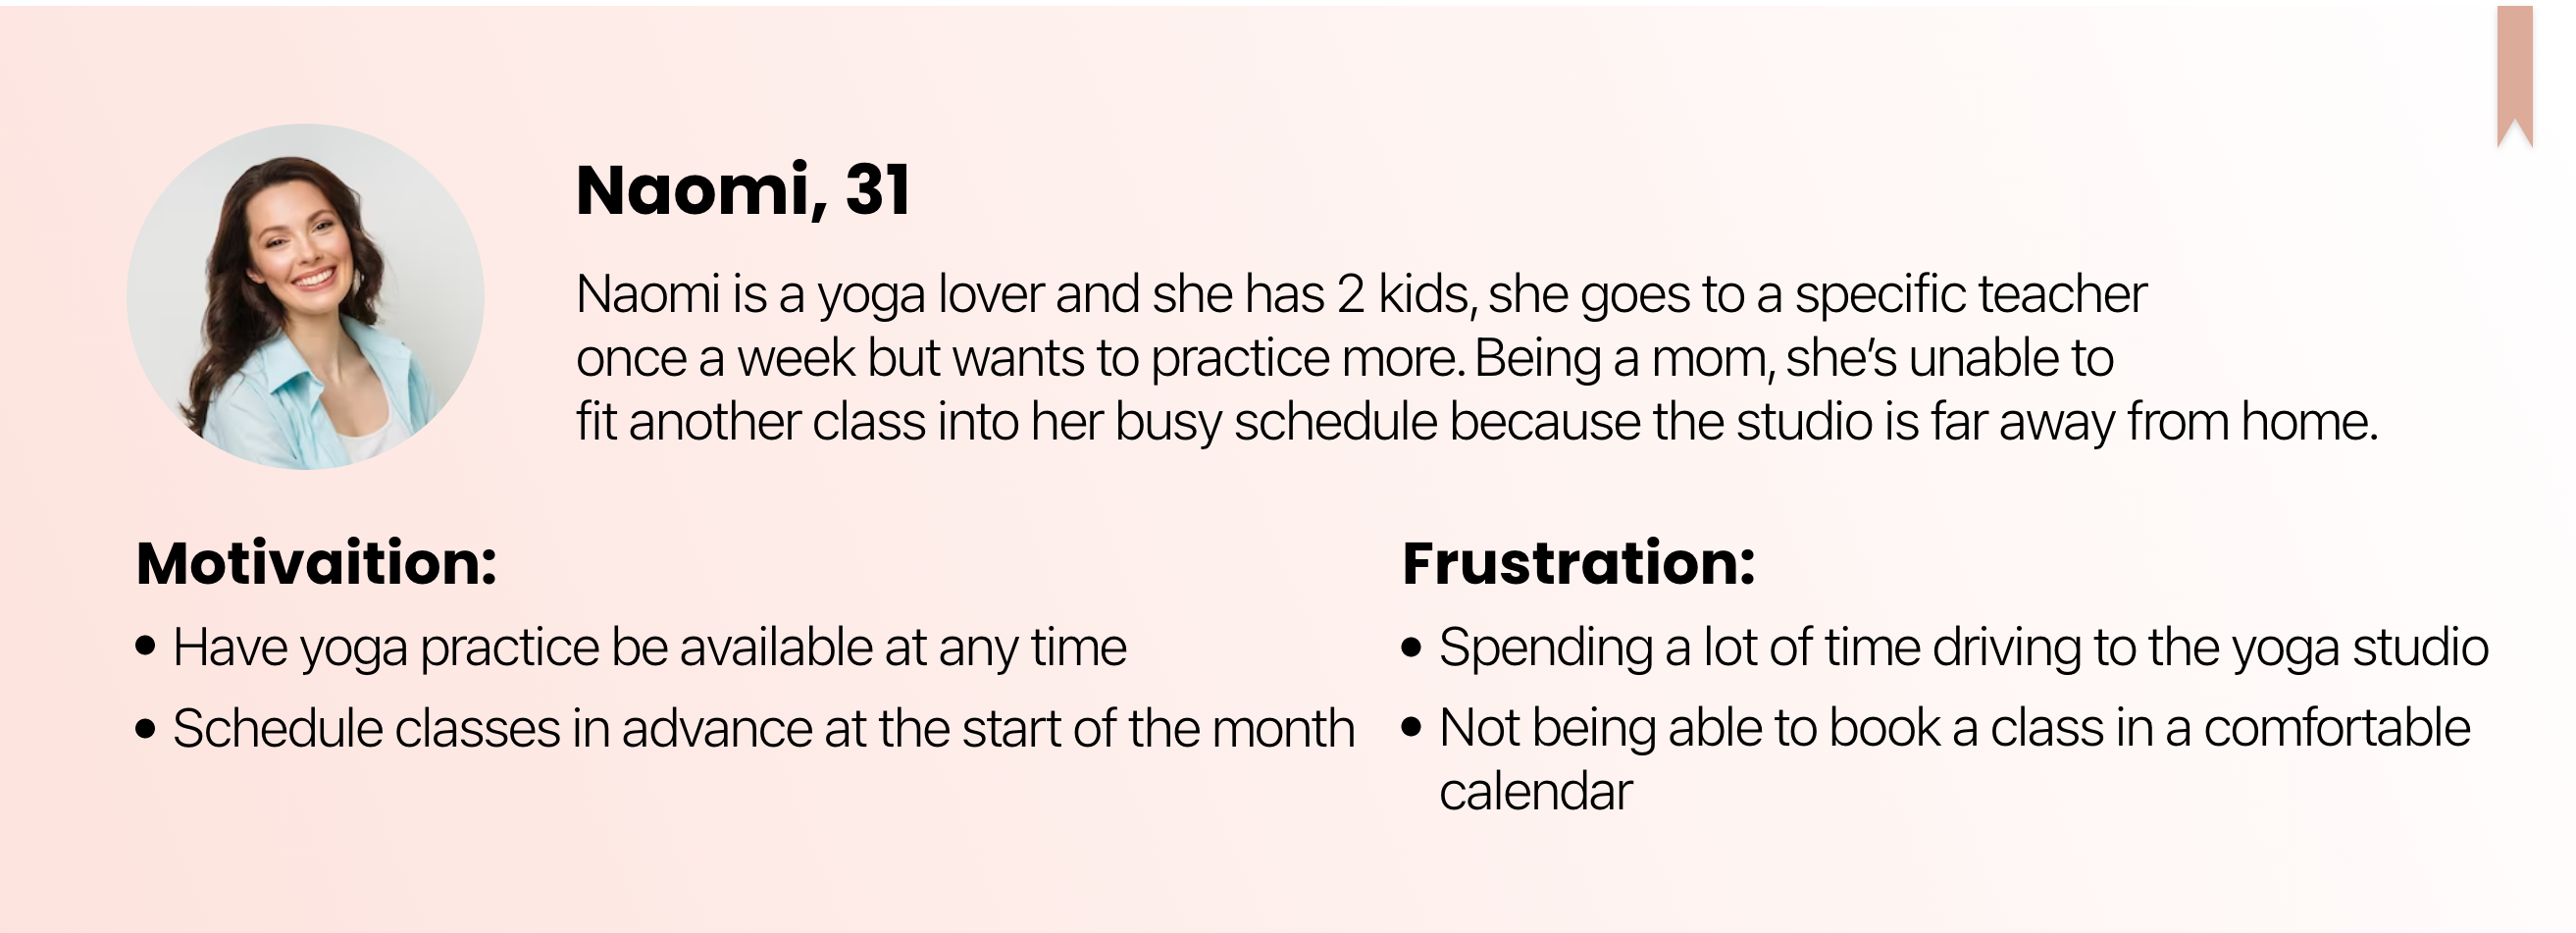 Naomi, 31
Naomi is a yoga lover and she has 2 kids, she goes to a specific teacher
once a week but wants to practice more. Being a mom, she’s unable to
fit another class into her busy schedule because the studio is far away from home.
Motivaition:
• Have yoga practice be available at any time
• Schedule classes in advance at the start of the month
Frustration:
• Spending a lot of time driving to the yoga studio
• Not being able to book a class in a comfortable
calendar